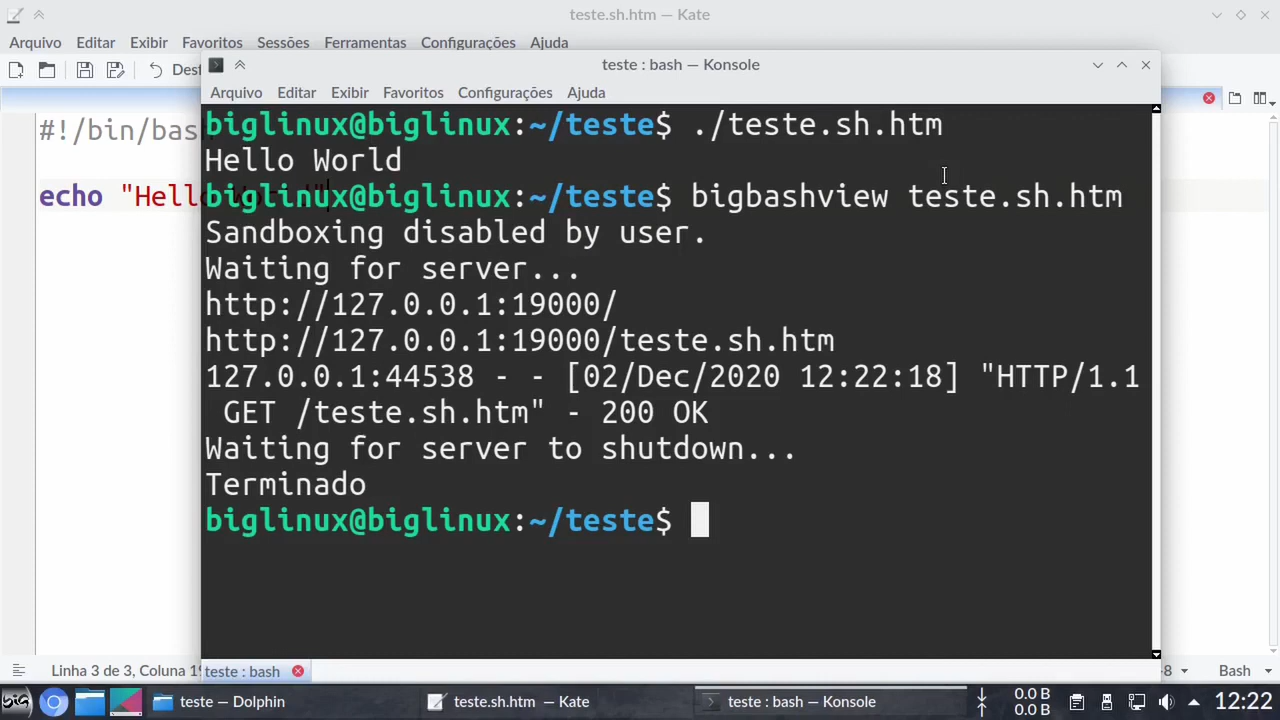 teste.sh.htm — Kate
Arquivo Editar Exibir Favoritos Sessões Ferramentas Configurações Ajuda
teste : bash — Konsole
Arquivo Editar Exibir Favoritos Configurações Ajuda
#!/bin/bas
echo "Hell
biglinux@biglinux:~/teste$ ./teste.sh.htm
Hello World
biglinux@biglinux:~/teste$ bigbashview teste.sh.htm
Sandboxing disabled by user.
Waiting for server...
http://127.0.0.1:19000/
http://127.0.0.1:19000/teste.sh.htm
127.0.0.1:44538 - - [02/Dec/2020 12:22:18] "HTTP/1.1
GET /teste.sh.htm" - 200 OK
Waiting for server to shutdown...
Terminado
biglinux@biglinux:~/teste$
Linha 3 de 3, Coluna 19
teste : bash
-8
Bash
teste — Dolphin
teste.sh.htm — Kate
teste : bash — Konsole
0.0 B
0.0 B
12:22